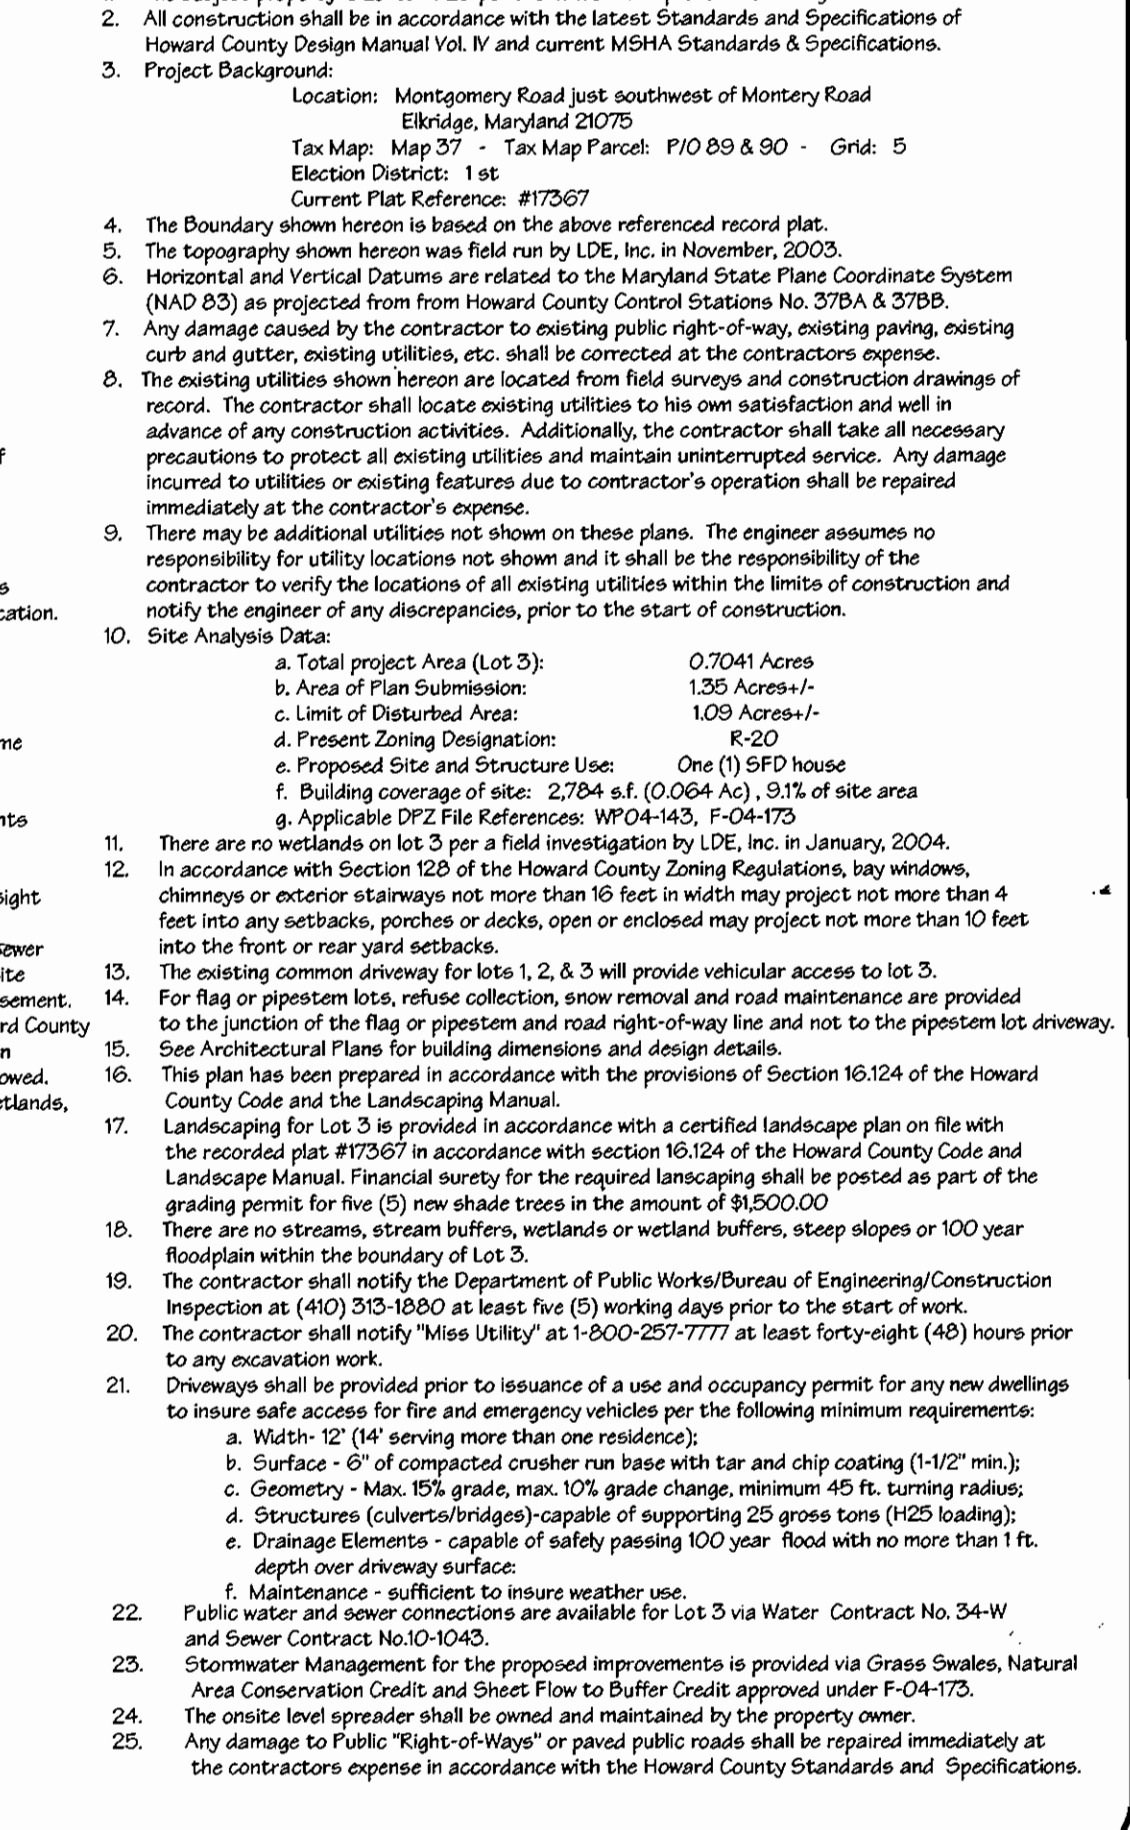 2. All construction shall be in accordance with the latest Standards and Specifications of
Howard County Design Manual Vol. IV and current MSHA Standards & Specifications.
3. Project Background:
Location: Montgomery Road just southwest of Montery Road
Elkridge, Maryland 21075
Tax Map: Map 37 - Tax Map Parcel: P/O 89 & 90 - Grid: 5
Election District: 1 st
Current Plat Reference: #17367
4. The Boundary shown hereon is based on the above referenced record plat.
5. The topography shown hereon was field run by LDE, Inc. in November, 2003.
6. Horizontal and Vertical Datums are related to the Maryland State Plane Coordinate System
(NAD 83) as projected from from Howard County Control Stations No. 37BA & 37BB.
7. Any damage caused by the contractor to existing public right-of-way, existing paving, existing
curb and gutter, existing utilities, etc. shall be corrected at the contractors expense.
8. The existing utilities shown hereon are located from field surveys and construction drawings of
record. The contractor shall locate existing utilities to his own satisfaction and well in
advance of any construction activities. Additionally, the contractor shall take all necessary
precautions to protect all existing utilities and maintain uninterrupted service. Any damage
incurred to utilities or existing features due to contractor's operation shall be repaired
immediately at the contractor's expense.
9. There may be additional utilities not shown on these plans. The engineer assumes no
responsibility for utility locations not shown and it shall be the responsibility of the
contractor to verify the locations of all existing utilities within the limits of construction and
notify the engineer of any discrepancies, prior to the start of construction.
10. Site Analysis Data:
a. Total project Area (Lot 3): 0.7041 Acres
b. Area of Plan Submission: 1.35 Acres+/-
c. Limit of Disturbed Area: 1.09 Acres+/-
d. Present Zoning Designation: R-20
e. Proposed Site and Structure Use: One (1) SFD house
f. Building coverage of site: 2,784 s.f. (0.064 Ac) , 9.1% of site area
g. Applicable DPZ File References: WP04-143, F-04-173
11. There are no wetlands on lot 3 per a field investigation by LDE, Inc. in January, 2004.
12. In accordance with Section 128 of the Howard County Zoning Regulations, bay windows,
chimneys or exterior stairways not more than 16 feet in width may project not more than 4
feet into any setbacks, porches or decks, open or enclosed may project not more than 10 feet
into the front or rear yard setbacks.
13. The existing common driveway for lots 1, 2, & 3 will provide vehicular access to lot 3.
14. For flag or pipestem lots, refuse collection, snow removal and road maintenance are provided
to the junction of the flag or pipestem and road right-of-way line and not to the pipestem lot driveway.
15. See Architectural Plans for building dimensions and design details.
16. This plan has been prepared in accordance with the provisions of Section 16.124 of the Howard
County Code and the Landscaping Manual.
17. Landscaping for Lot 3 is provided in accordance with a certified landscape plan on file with
the recorded plat #17367 in accordance with section 16.124 of the Howard County Code and
Landscape Manual. Financial surety for the required lanscaping shall be posted as part of the
grading permit for five (5) new shade trees in the amount of $1,500.00
18. There are no streams, stream buffers, wetlands or wetland buffers, steep slopes or 100 year
floodplain within the boundary of Lot 3.
19. The contractor shall notify the Department of Public Works/Bureau of Engineering/Construction
Inspection at (410) 313-1880 at least five (5) working days prior to the start of work.
20. The contractor shall notify "Miss Utility" at 1-800-257-7777 at least forty-eight (48) hours prior
to any excavation work.
21. Driveways shall be provided prior to issuance of a use and occupancy permit for any new dwellings
to insure safe access for fire and emergency vehicles per the following minimum requirements:
a. Width- 12' (14' serving more than one residence);
b. Surface - 6" of compacted crusher run base with tar and chip coating (1-1/2" min.);
c. Geometry - Max. 15% grade, max. 10% grade change, minimum 45 ft. turning radius;
d. Structures (culverts/bridges)-capable of supporting 25 gross tons (H25 loading);
e. Drainage Elements - capable of safely passing 100 year flood with no more than 1 ft.
depth over driveway surface:
f. Maintenance - sufficient to insure weather use.
22. Public water and sewer connections are available for Lot 3 via Water Contract No. 34-W
and Sewer Contract No.10-1043.
23. Stormwater Management for the proposed improvements is provided via Grass Swales, Natural
Area Conservation Credit and Sheet Flow to Buffer Credit approved under F-04-173.
24. The onsite level spreader shall be owned and maintained by the property owner.
25. Any damage to Public "Right-of-Ways" or paved public roads shall be repaired immediately at
the contractors expense in accordance with the Howard County Standards and Specifications.